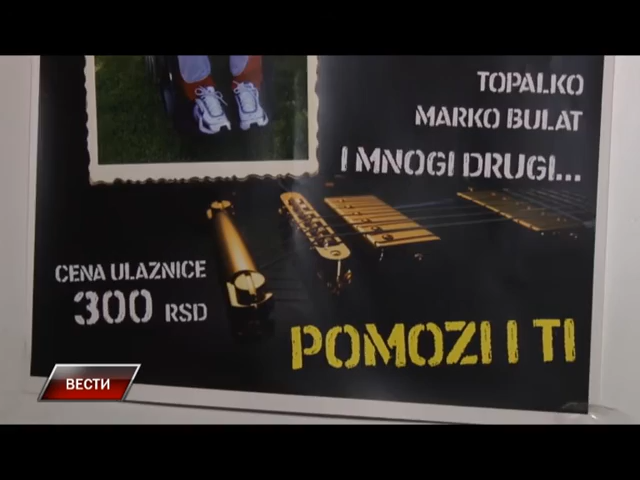 TOPALKO
MARKO BULAT
I MNOGI DRUGI...
CENA ULAZNICE
300 RSD
POMOZI I TI
ВЕСТИ